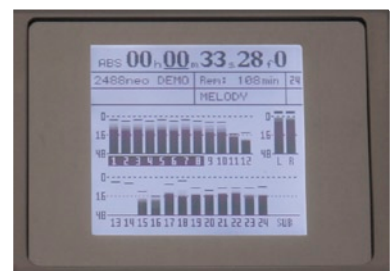 ABS 00h00m33s28f0
2488neo DEMO Rem: 108min 24
MELODY
0 0
16 16
48 48
1 2 3 4 5 6 7 8 9 10 11 12 L R
0
16
48
13 14 15 16 17 18 19 20 21 22 23 24 SUB